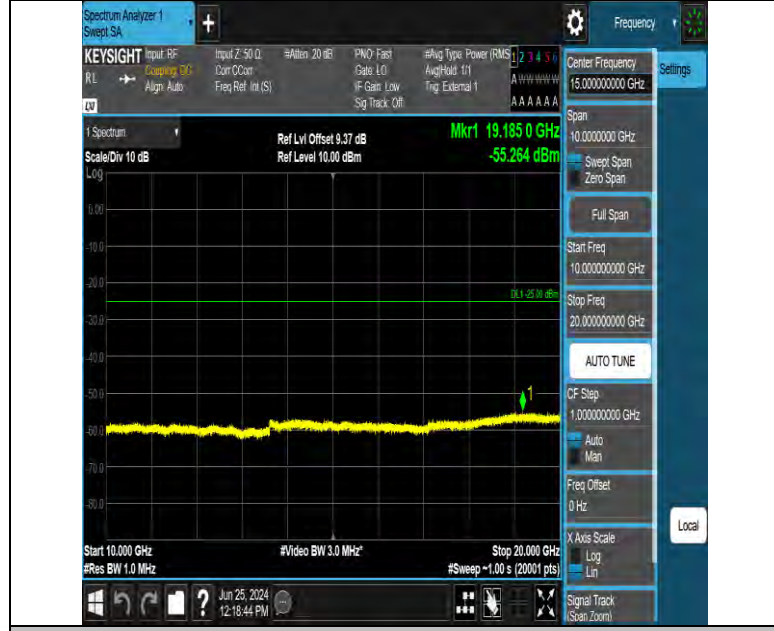 Spectrum Analyzer 1
Swept SA
+
Frequency
KEYSIGHT
RL
Input: RF
Coupling: DC
Align: Auto
Input Z: 50 Ω
Corr CCorr
Freq Ref: Int (S)
#Atten: 20 dB
PNO: Fast
Gate: LO
IF Gain: Low
Sig Track: Off
#Avg Type: Power (RMS
Avg|Hold: 1/1
Trig: External 1
1 2 3 4 5 6
A W W W W W
A A A A A A
Settings
Center Frequency
15.000000000 GHz
Span
10.0000000 GHz
Swept Span
Zero Span
Full Span
Start Freq
10.000000000 GHz
Stop Freq
20.000000000 GHz
AUTO TUNE
CF Step
1.000000000 GHz
Auto
Man
Freq Offset
0 Hz
X Axis Scale
Log
Lin
Signal Track
(Span Zoom)
Local
1 Spectrum
Scale/Div 10 dB
Log
Ref Lvl Offset 9.37 dB
Ref Level 10.00 dBm
Mkr1 19.185 0 GHz
-55.264 dBm
0.00
-10.0
-20.0
DL1 -25.00 dBm
-30.0
-40.0
-50.0
1
-60.0
-70.0
-80.0
Start 10.000 GHz
#Res BW 1.0 MHz
#Video BW 3.0 MHz*
Stop 20.000 GHz
#Sweep ~1.00 s (20001 pts)
?
Jun 25, 2024
12:18:44 PM